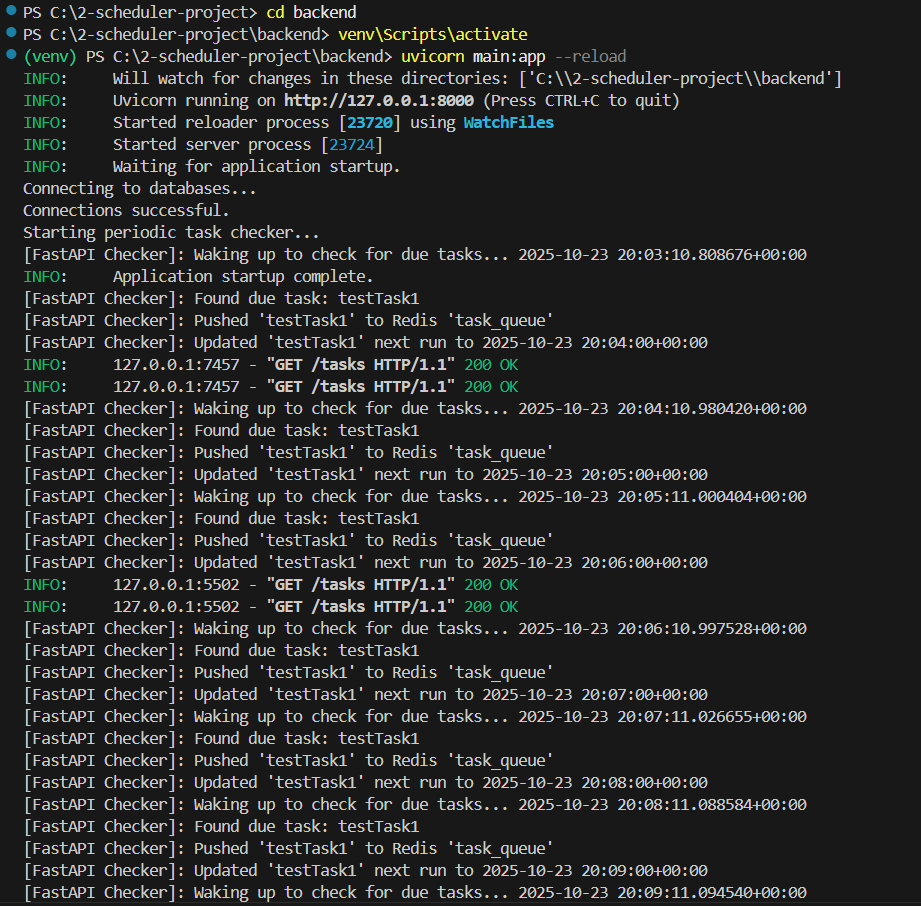 PS C:\2-scheduler-project> cd backend
PS C:\2-scheduler-project\backend> venv\Scripts\activate
(venv) PS C:\2-scheduler-project\backend> uvicorn main:app --reload
INFO:     Will watch for changes in these directories: ['C:\\2-scheduler-project\\backend']
INFO:     Uvicorn running on http://127.0.0.1:8000 (Press CTRL+C to quit)
INFO:     Started reloader process [23720] using WatchFiles
INFO:     Started server process [23724]
INFO:     Waiting for application startup.
Connecting to databases...
Connections successful.
Starting periodic task checker...
[FastAPI Checker]: Waking up to check for due tasks... 2025-10-23 20:03:10.808676+00:00
INFO:     Application startup complete.
[FastAPI Checker]: Found due task: testTask1
[FastAPI Checker]: Pushed 'testTask1' to Redis 'task_queue'
[FastAPI Checker]: Updated 'testTask1' next run to 2025-10-23 20:04:00+00:00
INFO:     127.0.0.1:7457 - "GET /tasks HTTP/1.1" 200 OK
INFO:     127.0.0.1:7457 - "GET /tasks HTTP/1.1" 200 OK
[FastAPI Checker]: Waking up to check for due tasks... 2025-10-23 20:04:10.980420+00:00
[FastAPI Checker]: Found due task: testTask1
[FastAPI Checker]: Pushed 'testTask1' to Redis 'task_queue'
[FastAPI Checker]: Updated 'testTask1' next run to 2025-10-23 20:05:00+00:00
[FastAPI Checker]: Waking up to check for due tasks... 2025-10-23 20:05:11.000404+00:00
[FastAPI Checker]: Found due task: testTask1
[FastAPI Checker]: Pushed 'testTask1' to Redis 'task_queue'
[FastAPI Checker]: Updated 'testTask1' next run to 2025-10-23 20:06:00+00:00
INFO:     127.0.0.1:5502 - "GET /tasks HTTP/1.1" 200 OK
INFO:     127.0.0.1:5502 - "GET /tasks HTTP/1.1" 200 OK
[FastAPI Checker]: Waking up to check for due tasks... 2025-10-23 20:06:10.997528+00:00
[FastAPI Checker]: Found due task: testTask1
[FastAPI Checker]: Pushed 'testTask1' to Redis 'task_queue'
[FastAPI Checker]: Updated 'testTask1' next run to 2025-10-23 20:07:00+00:00
[FastAPI Checker]: Waking up to check for due tasks... 2025-10-23 20:07:11.026655+00:00
[FastAPI Checker]: Found due task: testTask1
[FastAPI Checker]: Pushed 'testTask1' to Redis 'task_queue'
[FastAPI Checker]: Updated 'testTask1' next run to 2025-10-23 20:08:00+00:00
[FastAPI Checker]: Waking up to check for due tasks... 2025-10-23 20:08:11.088584+00:00
[FastAPI Checker]: Found due task: testTask1
[FastAPI Checker]: Pushed 'testTask1' to Redis 'task_queue'
[FastAPI Checker]: Updated 'testTask1' next run to 2025-10-23 20:09:00+00:00
[FastAPI Checker]: Waking up to check for due tasks... 2025-10-23 20:09:11.094540+00:00